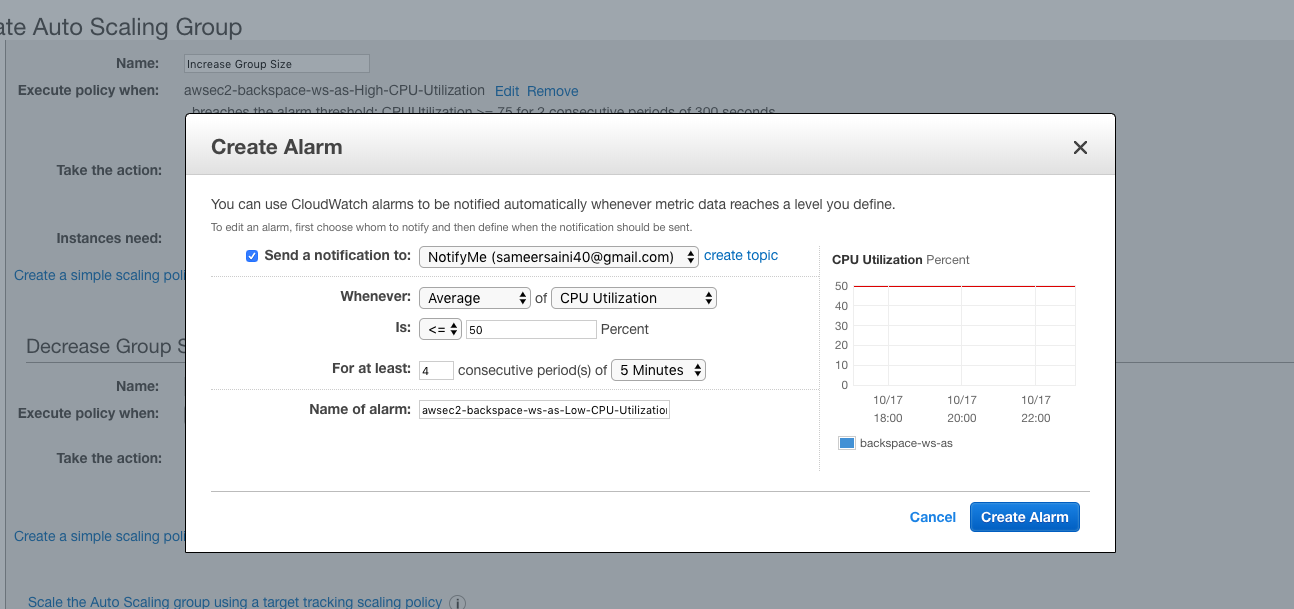 ate Auto Scaling Group
Name: Increase Group Size
Execute policy when: awsec2-backspace-ws-as-High-CPU-Utilization Edit Remove
breaches the alarm threshold: CPUUtilization >= 75 for 2 consecutive periods of 300 seconds
Take the action:
Instances need:
Create a simple scaling poli
Decrease Group S
Name:
Execute policy when:
Take the action:
Create a simple scaling poli
Scale the Auto Scaling group using a target tracking scaling policy i
Create Alarm
You can use CloudWatch alarms to be notified automatically whenever metric data reaches a level you define.
To edit an alarm, first choose whom to notify and then define when the notification should be sent.
Send a notification to: NotifyMe (sameersaini40@gmail.com) create topic
Whenever: Average of CPU Utilization
Is: <= 50 Percent
For at least: 4 consecutive period(s) of 5 Minutes
Name of alarm: awsec2-backspace-ws-as-Low-CPU-Utilization
CPU Utilization Percent
50
40
30
20
10
0
10/17 10/17 10/17
18:00 20:00 22:00
backspace-ws-as
Cancel Create Alarm